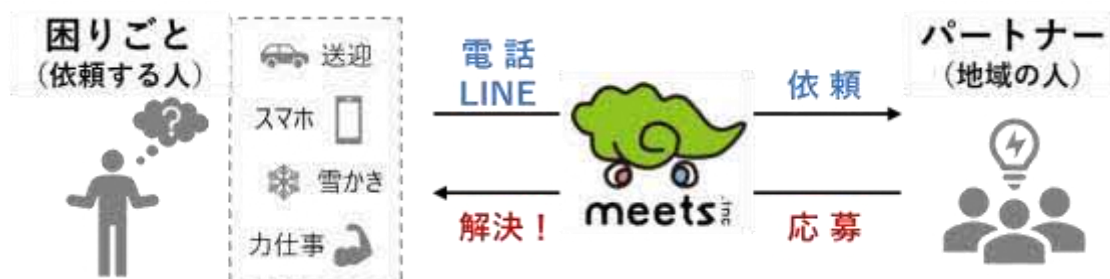 困りごと
(依頼する人)
?
送迎
スマホ
雪かき
力仕事
電話
LINE
解決!
meets inc
依頼
応募
パートナー
(地域の人)